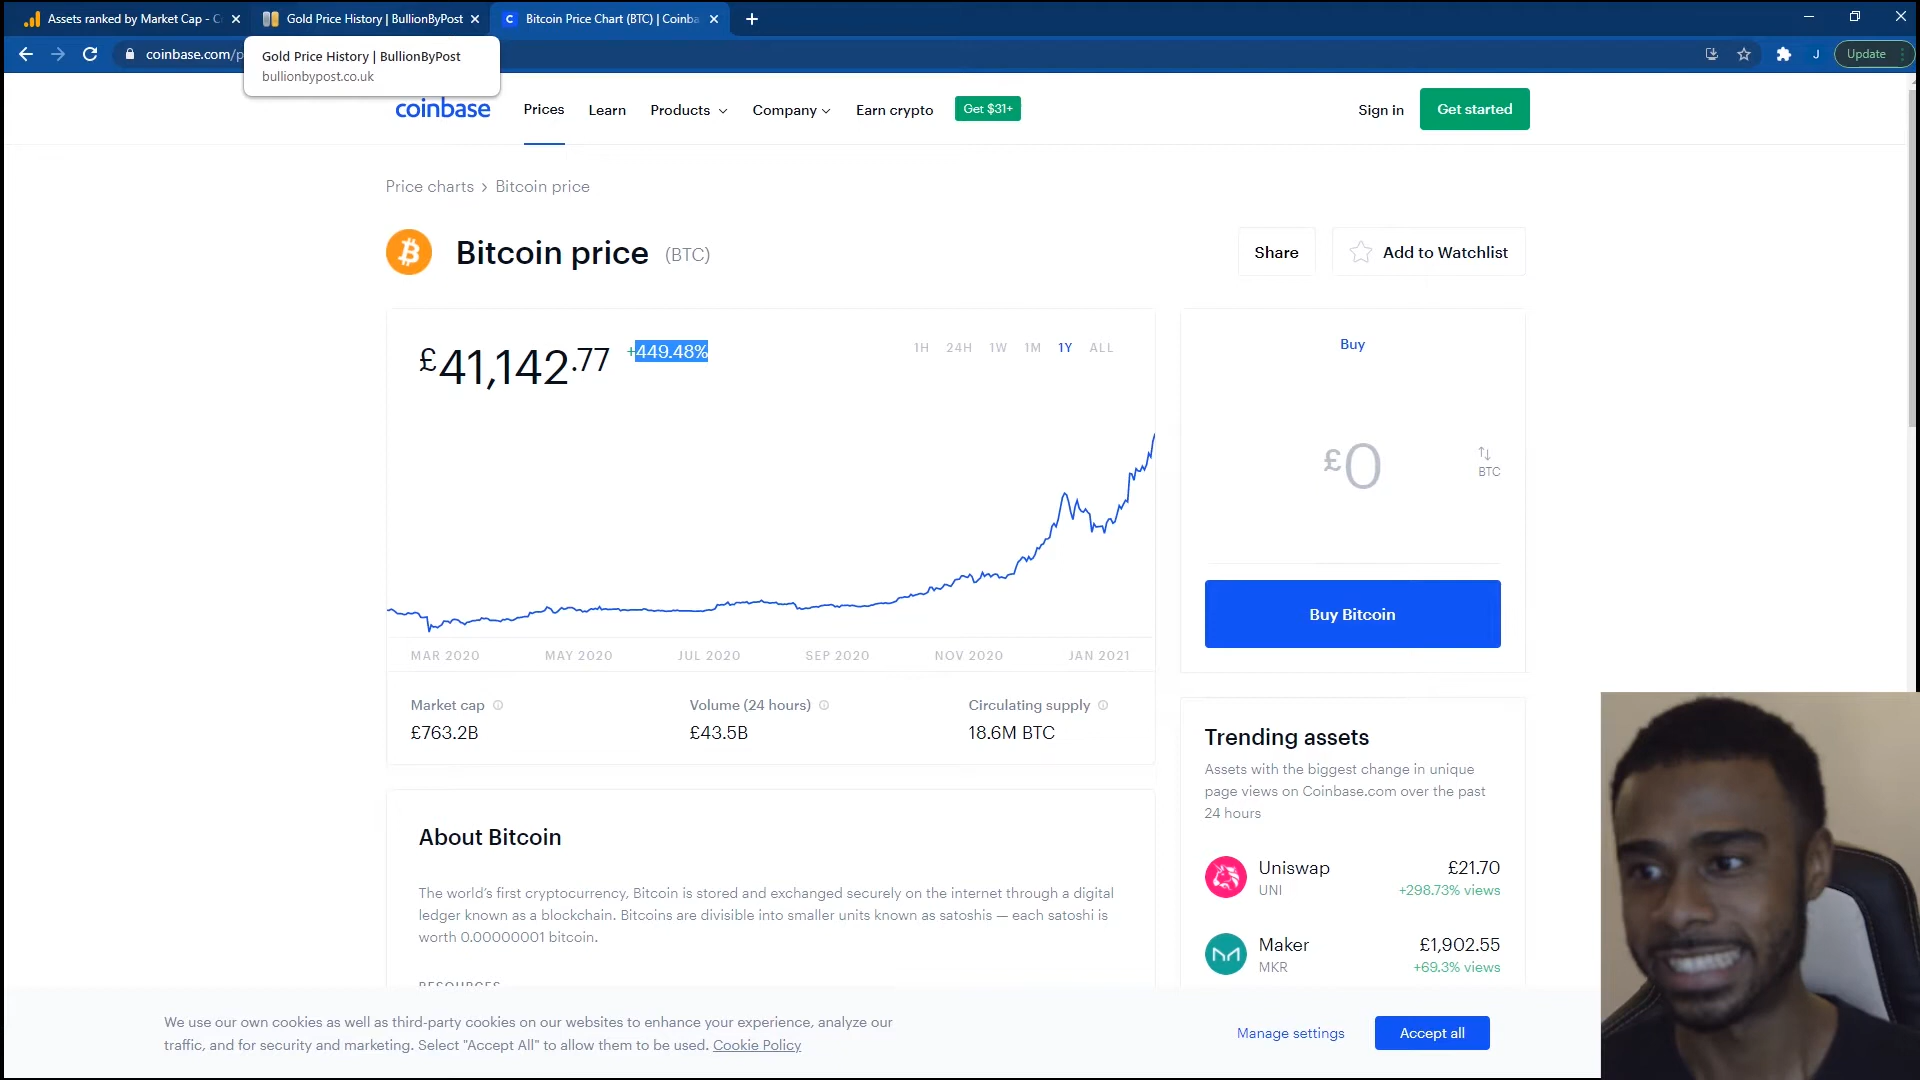 Assets ranked by Market Cap - C
Gold Price History | BullionByPost
Bitcoin Price Chart (BTC) | Coinba
coinbase.com/p
J
Update
Gold Price History | BullionByPost
bullionbypost.co.uk
coinbase
Prices
Learn
Products
Company
Earn crypto
Get $31+
Sign in
Get started
Price charts › Bitcoin price
Bitcoin price (BTC)
Share
Add to Watchlist
£41,142.77 +449.48%
1H 24H 1W 1M 1Y ALL
MAR 2020 MAY 2020 JUL 2020 SEP 2020 NOV 2020 JAN 2021
Market cap
£763.2B
Volume (24 hours)
£43.5B
Circulating supply
18.6M BTC
Buy
£0
BTC
Buy Bitcoin
About Bitcoin
The world's first cryptocurrency, Bitcoin is stored and exchanged securely on the internet through a digital
ledger known as a blockchain. Bitcoins are divisible into smaller units known as satoshis — each satoshi is
worth 0.00000001 bitcoin.
RESOURCES
Trending assets
Assets with the biggest change in unique
page views on Coinbase.com over the past
24 hours
Uniswap £21.70
UNI +298.73% views
Maker £1,902.55
MKR +69.3% views
We use our own cookies as well as third-party cookies on our websites to enhance your experience, analyze our
traffic, and for security and marketing. Select "Accept All" to allow them to be used. Cookie Policy
Manage settings
Accept all